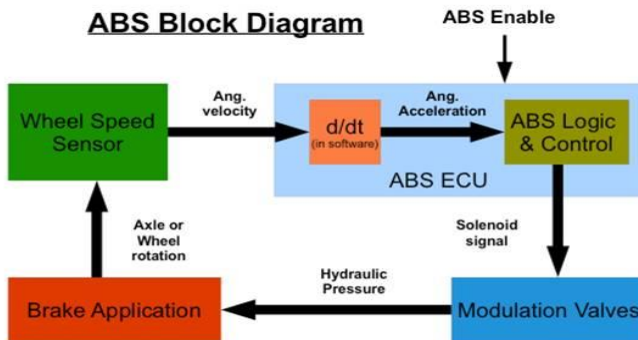 ABS Block Diagram
ABS Enable
Ang.
velocity
Ang.
Acceleration
Wheel Speed
Sensor
d/dt
(in software)
ABS Logic
& Control
ABS ECU
Axle or
Wheel
rotation
Solenoid
signal
Hydraulic
Pressure
Brake Application
Modulation Valves